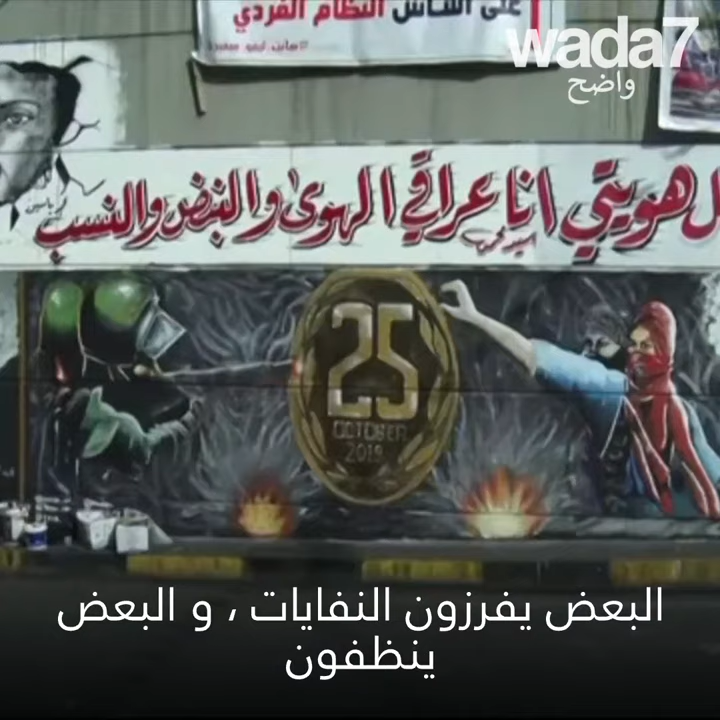 على أساس النظام الفردي
wada7
واضح
هويتي انا عراقي الهوى والنبض والنسب
25
OCTOBER
2019
البعض يفرزون النفايات ، و البعض
ينظفون